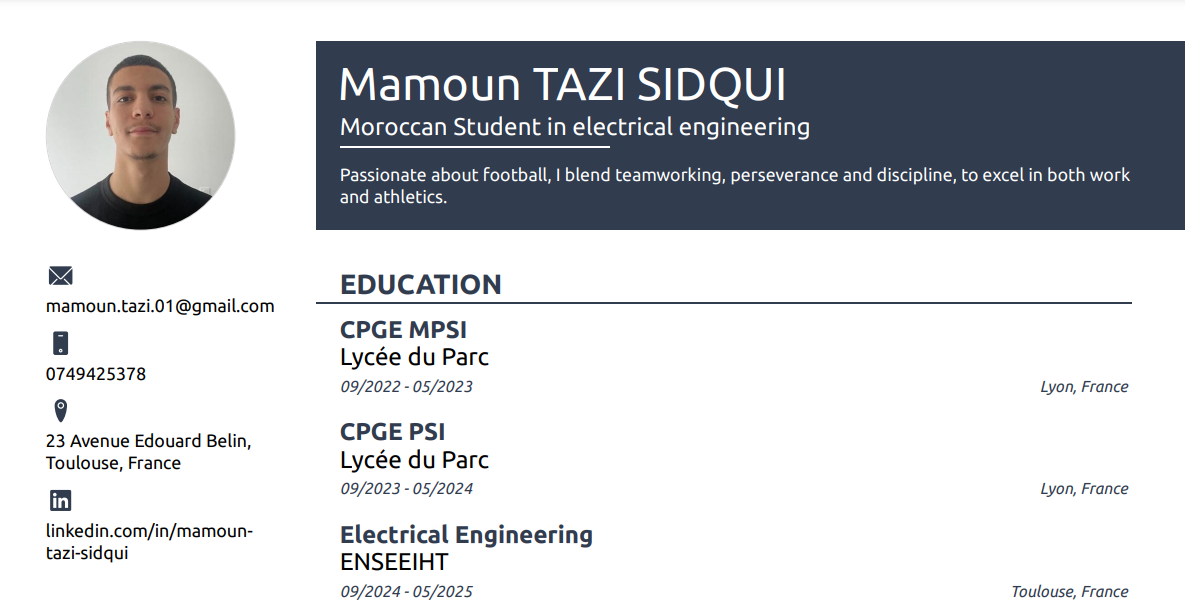 Mamoun TAZI SIDQUI
Moroccan Student in electrical engineering
Passionate about football, I blend teamworking, perseverance and discipline, to excel in both work
and athletics.
mamoun.tazi.01@gmail.com
0749425378
23 Avenue Edouard Belin,
Toulouse, France
in
linkedin.com/in/mamoun-
tazi-sidqui
EDUCATION
CPGE MPSI
Lycée du Parc
09/2022 - 05/2023 Lyon, France
CPGE PSI
Lycée du Parc
09/2023 - 05/2024 Lyon, France
Electrical Engineering
ENSEEIHT
09/2024 - 05/2025 Toulouse, France